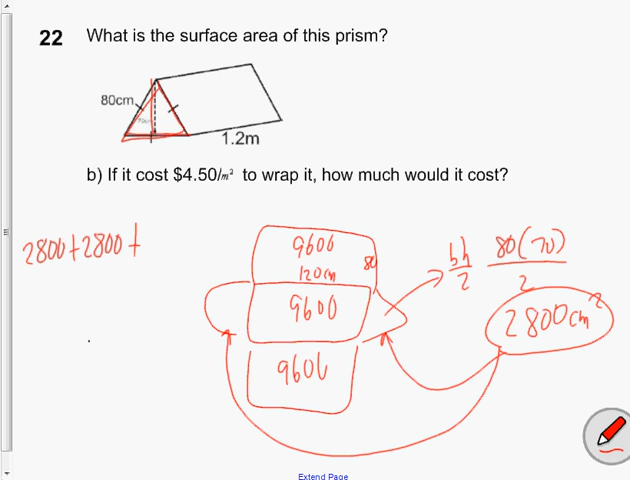 22 What is the surface area of this prism?
80cm
70cm
1.2m
b) If it cost $4.50/m² to wrap it, how much would it cost?
2800+2800+
9600
120cm
80
9600
9600
bh/2
80(70)/2
2800cm²
Extend Page